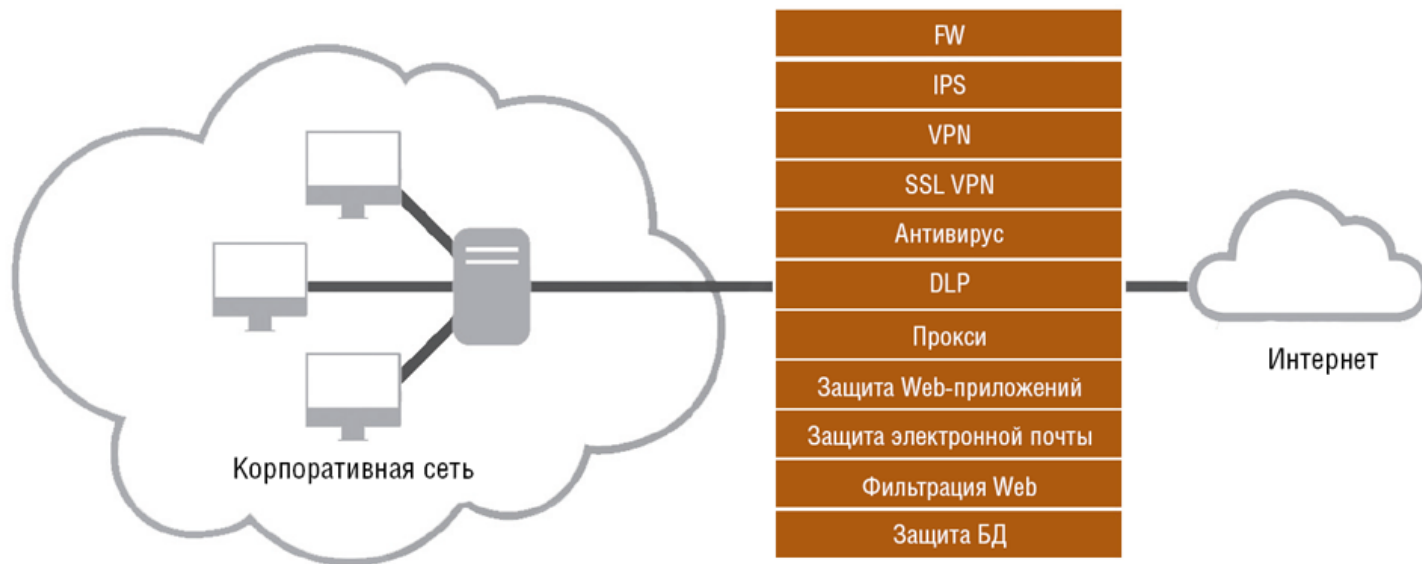 FW
IPS
VPN
SSL VPN
Антивирус
DLP
Прокси
Защита Web-приложений
Защита электронной почты
Фильтрация Web
Защита БД
Корпоративная сеть
Интернет